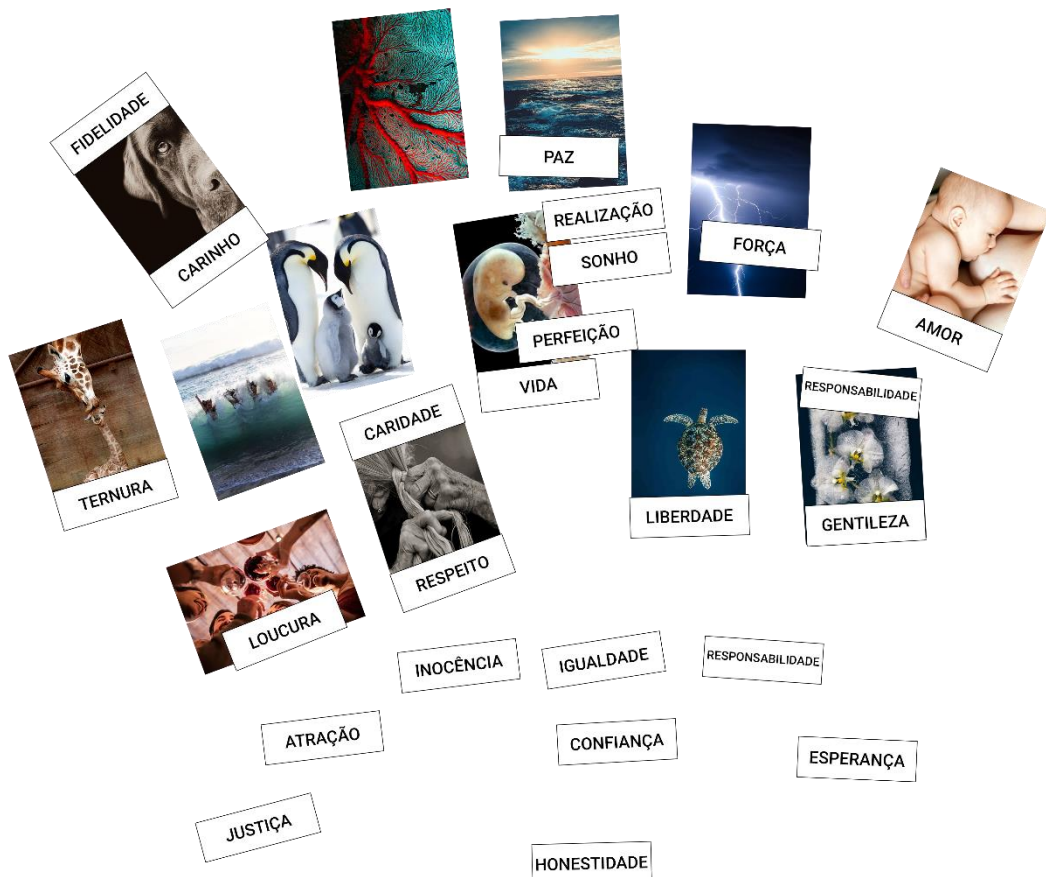 FIDELIDADE
CARINHO
PAZ
REALIZAÇÃO
SONHO
PERFEIÇÃO
VIDA
FORÇA
AMOR
TERNURA
CARIDADE
RESPEITO
LIBERDADE
RESPONSABILIDADE
GENTILEZA
LOUCURA
INOCÊNCIA
IGUALDADE
RESPONSABILIDADE
ATRAÇÃO
CONFIANÇA
ESPERANÇA
JUSTIÇA
HONESTIDADE